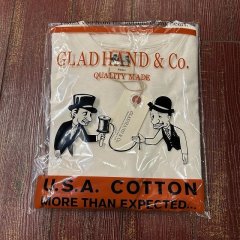 GLAD HAND & Co.
QUALITY MADE
U.S.A. COTTON
MORE THAN EXPECTED...